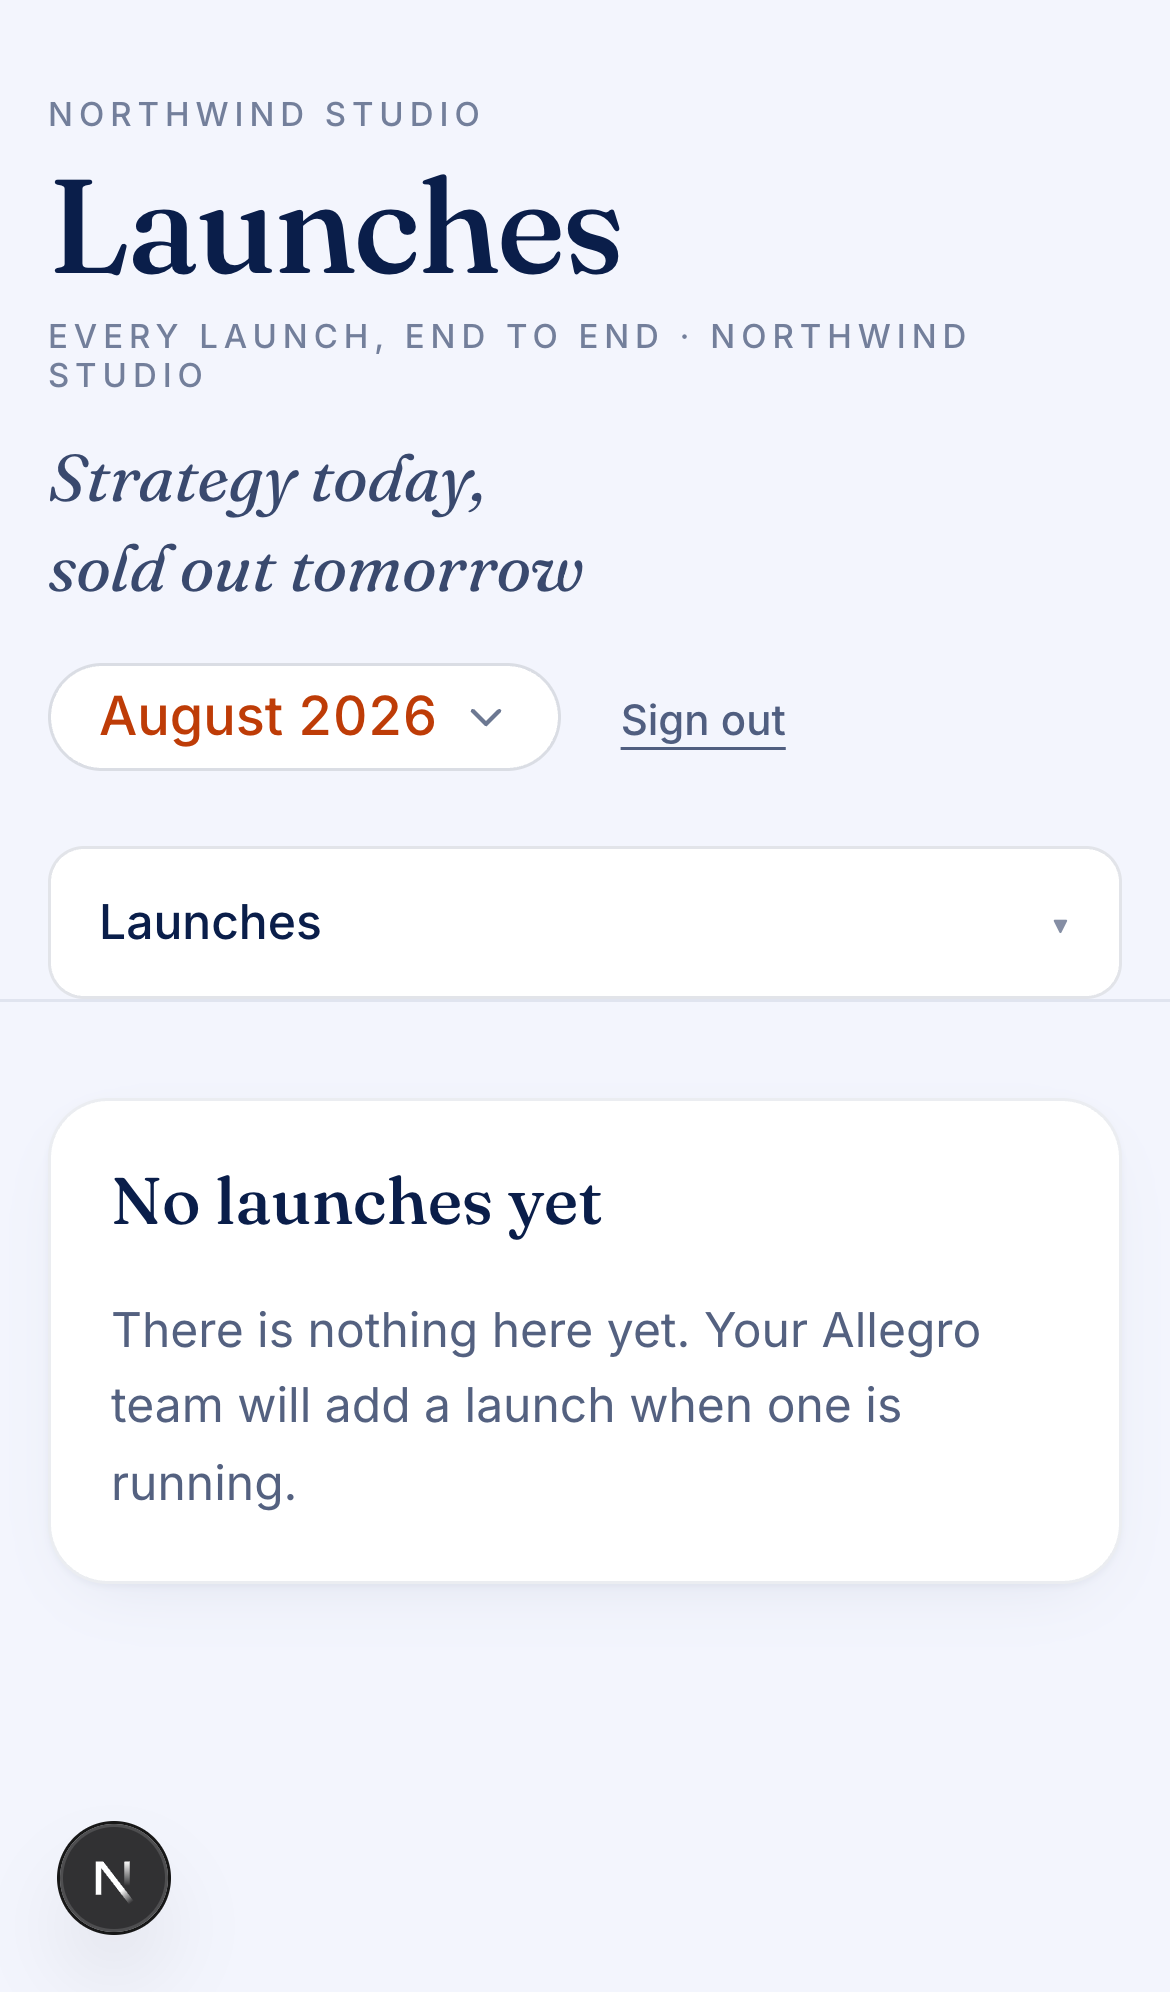 NORTHWIND STUDIO
Launches
EVERY LAUNCH, END TO END · NORTHWIND
STUDIO
Strategy today,
sold out tomorrow
August 2026
Sign out
Launches
No launches yet
There is nothing here yet. Your Allegro
team will add a launch when one is
running.
N